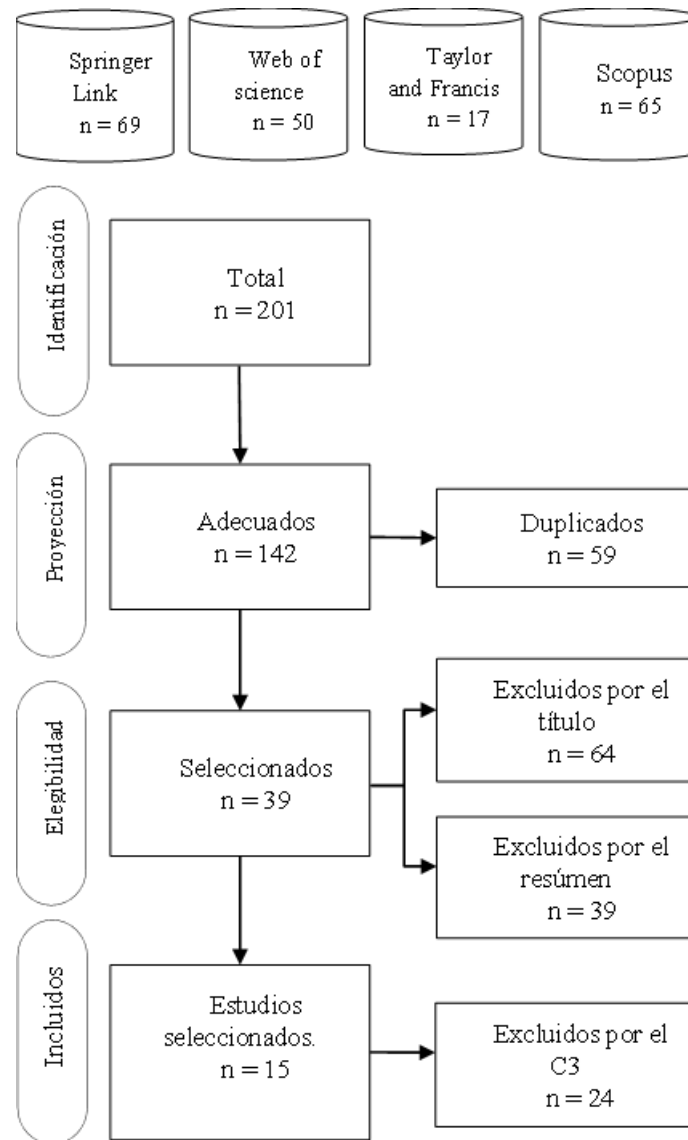 Springer
Link
n = 69
Web of
science
n = 50
Taylor
and Francis
n = 17
Scopus
n = 65
Identificación
Total
n = 201
Proyección
Adecuados
n = 142
Duplicados
n = 59
Elegibilidad
Seleccionados
n = 39
Excluidos por el
título
n = 64
Excluidos por el
resúmen
n = 39
Incluidos
Estudios
seleccionados.
n = 15
Excluidos por el
C3
n = 24